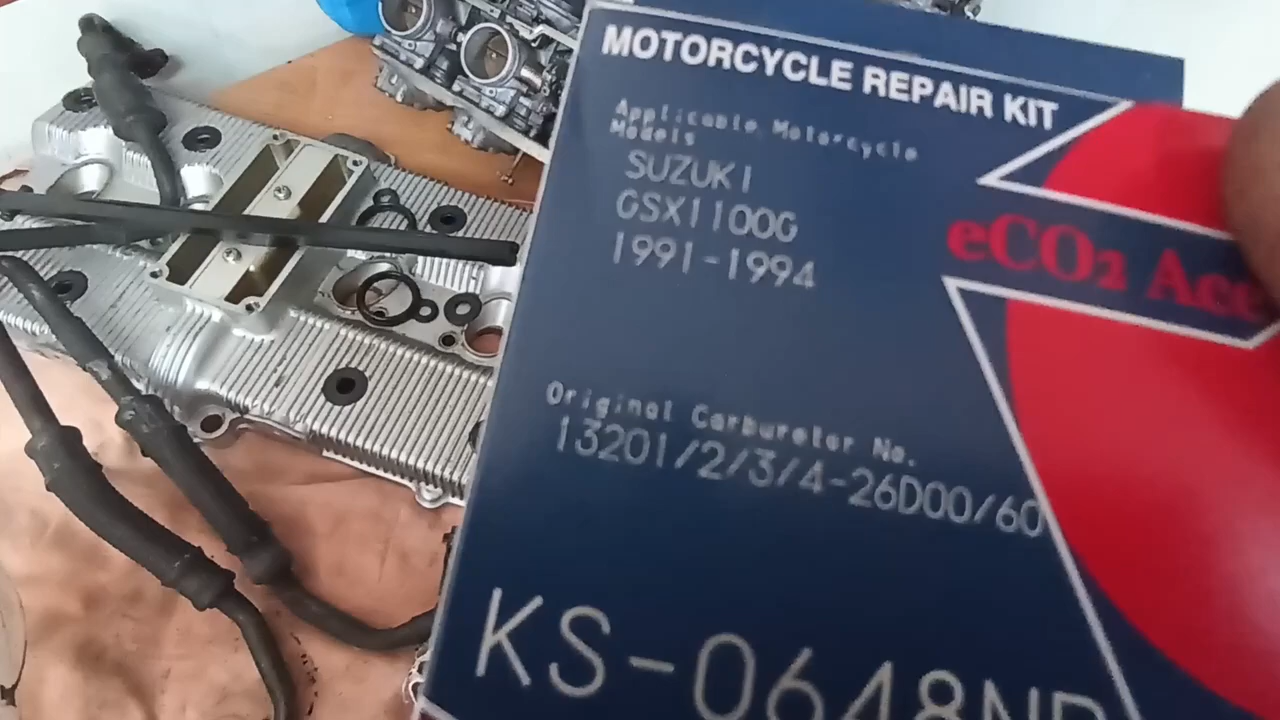 MOTORCYCLE REPAIR KIT
Applicable Motorcycle
Models
SUZUKI
GSX1100G
1991-1994
eCO2
Original Carburetor No.
13201/2/3/4-26D00/60